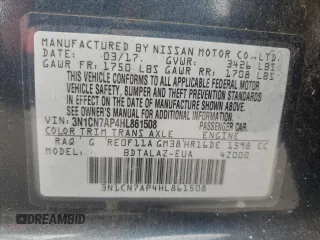 MANUFACTURED BY NISSAN MOTOR CO.,LTD.
DATE: 03/17. GVWR: 3426 LBS
GAWR FR: 1750 LBS GAWR RR: 1708 LBS
THIS VEHICLE CONFORMS TO ALL APPLICABLE FEDERAL MOTOR VEHICLE
SAFETY, BUMPER AND THEFT PREVENTION STANDARDS IN
EFFECT ON THE DATE OF MANUFACTURE SHOWN ABOVE.
SEE OWNER'S MANUAL FOR ADDITIONAL INFORMATION
VIN: 3N1CN7AP4HL861508 PASSENGER CAR
COLOR TRIM TRANS ENGINE
RAQ G RE0F11A GM38 HR16DE 1598 CC
MODEL: BDTALAZ-EUA 42000
3N1CN7AP4HL861508